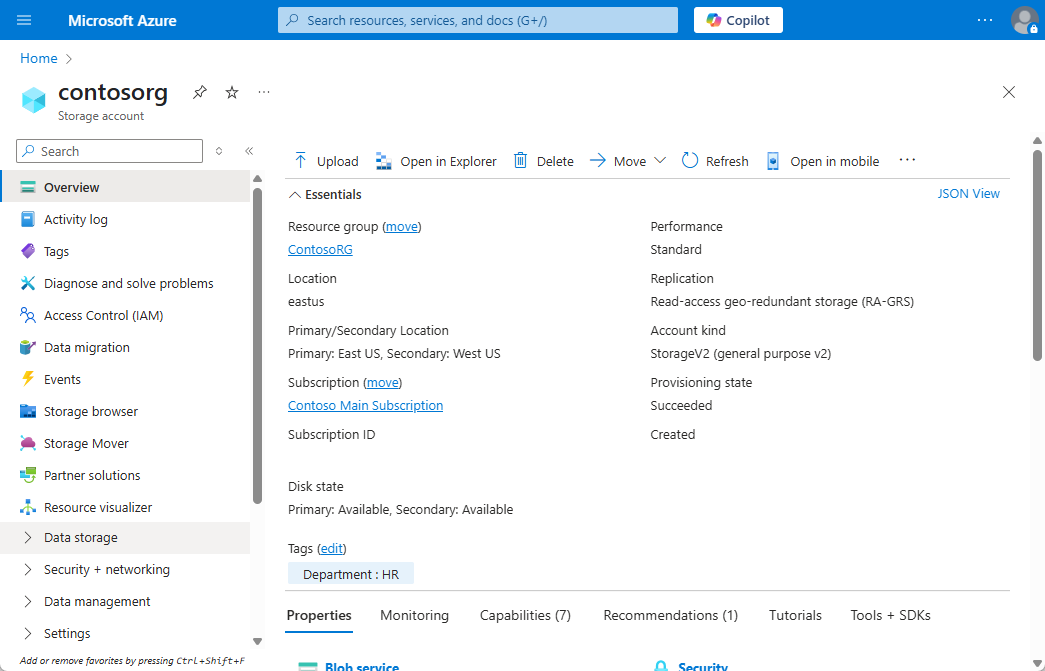 Microsoft Azure
Search resources, services, and docs (G+/)
Copilot
Home
contosorg
Storage account
Search
Overview
Activity log
Tags
Diagnose and solve problems
Access Control (IAM)
Data migration
Events
Storage browser
Storage Mover
Partner solutions
Resource visualizer
Data storage
Security + networking
Data management
Settings
Add or remove favorites by pressing Ctrl+Shift+F
Upload
Open in Explorer
Delete
Move
Refresh
Open in mobile
Essentials
JSON View
Resource group (move)
ContosoRG
Location
eastus
Primary/Secondary Location
Primary: East US, Secondary: West US
Subscription (move)
Contoso Main Subscription
Subscription ID
Disk state
Primary: Available, Secondary: Available
Performance
Standard
Replication
Read-access geo-redundant storage (RA-GRS)
Account kind
StorageV2 (general purpose v2)
Provisioning state
Succeeded
Created
Tags (edit)
Department : HR
Properties
Monitoring
Capabilities (7)
Recommendations (1)
Tutorials
Tools + SDKs
Blob service
Security